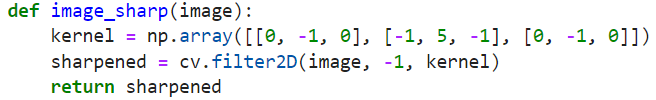 def image_sharp(image):
    kernel = np.array([[0, -1, 0], [-1, 5, -1], [0, -1, 0]])
    sharpened = cv.filter2D(image, -1, kernel)
    return sharpened